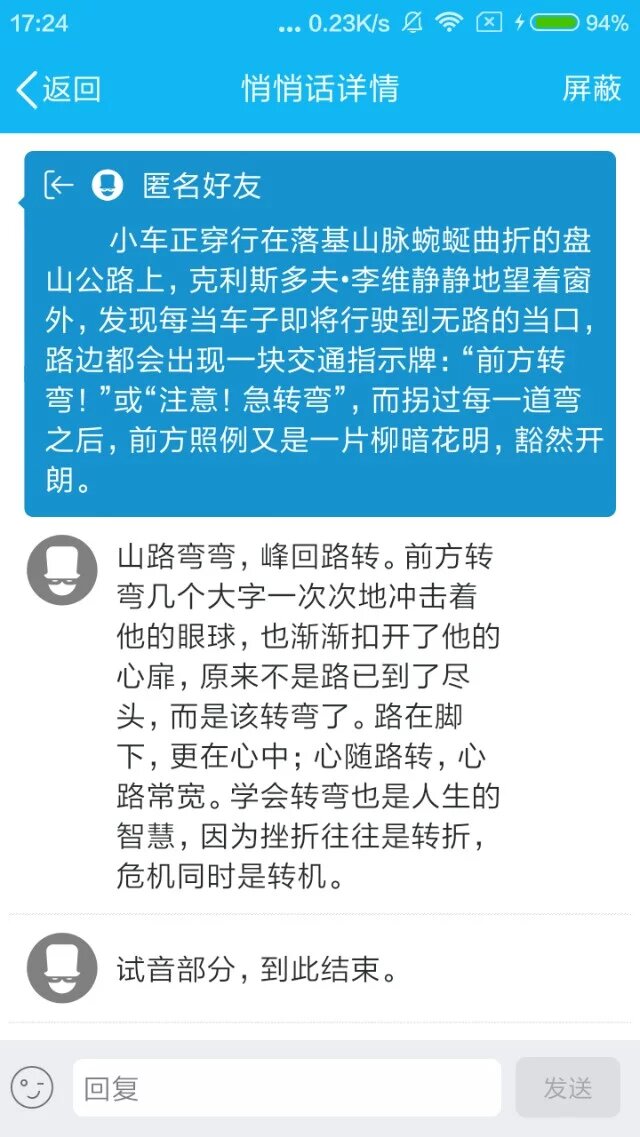 17:24
... 0.23K/s
94%
返回
悄悄话详情
屏蔽
匿名好友
小车正穿行在落基山脉蜿蜒曲折的盘
山公路上，克利斯多夫•李维静静地望着窗
外，发现每当车子即将行驶到无路的当口，
路边都会出现一块交通指示牌：“前方转
弯！”或“注意！急转弯”，而拐过每一道弯
之后，前方照例又是一片柳暗花明，豁然开
朗。
山路弯弯，峰回路转。前方转
弯几个大字一次次地冲击着
他的眼球，也渐渐扣开了他的
心扉，原来不是路已到了尽
头，而是该转弯了。路在脚
下，更在心中；心随路转，心
路常宽。学会转弯也是人生的
智慧，因为挫折往往是转折，
危机同时是转机。
试音部分，到此结束。
回复
发送